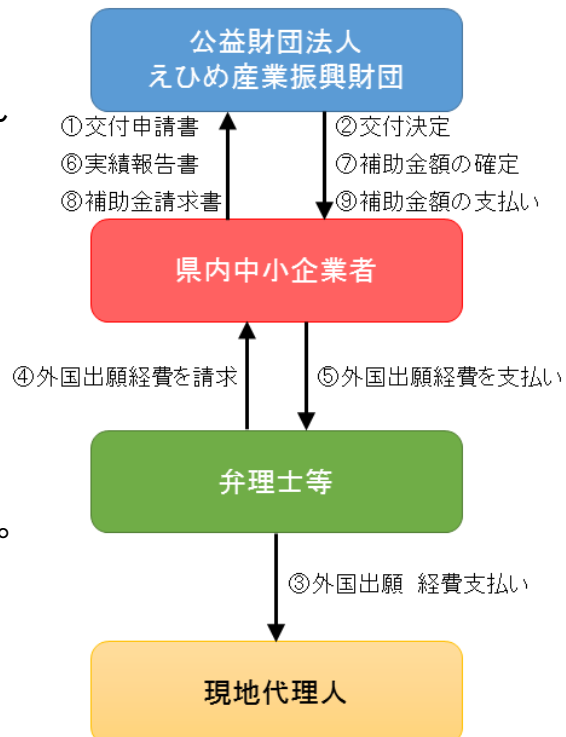 公益財団法人
えひめ産業振興財団
①交付申請書
②交付決定
⑥実績報告書
⑦補助金額の確定
⑧補助金請求書
⑨補助金額の支払い
県内中小企業者
④外国出願経費を請求
⑤外国出願経費を支払い
弁理士等
。
③外国出願 経費支払い
現地代理人